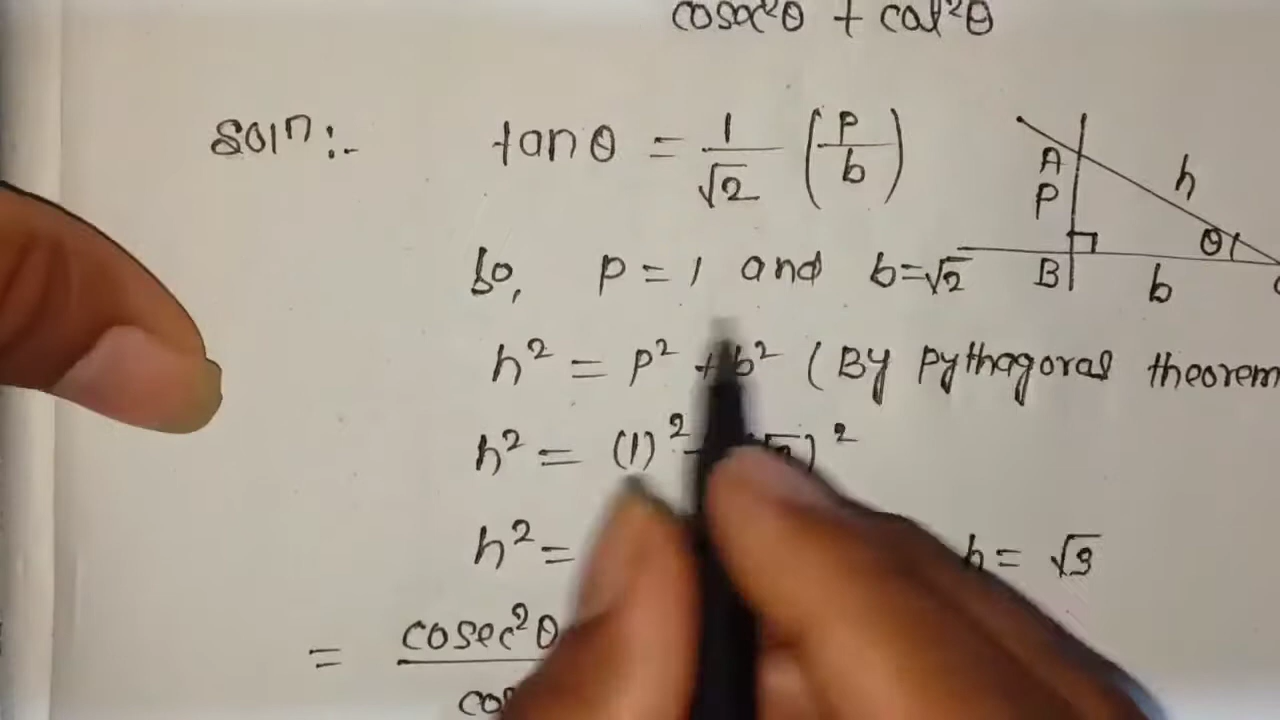 cosec²θ + cot²θ
Soln:-
tan θ = 1/√2 (p/b)
A
P
h
θ
B
b
So, p = 1 and b = √2
h² = p² + b² (By pythagoras theorem
h² = (1)²
h² =
h = √3
= cosec²θ